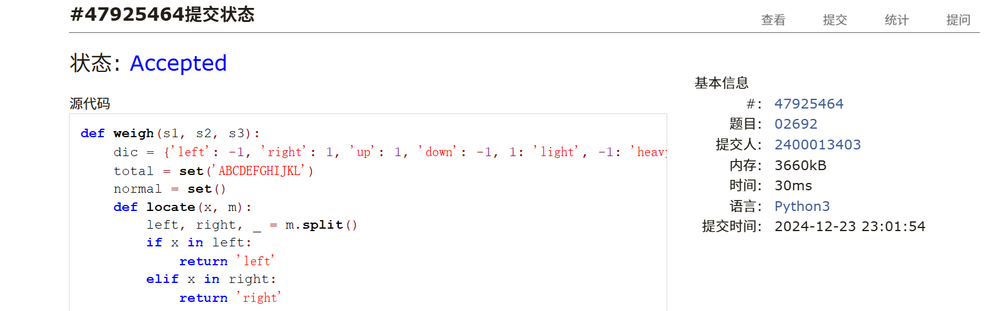 #47925464提交状态
查看 提交 统计 提问
状态: Accepted
源代码
def weigh(s1, s2, s3):
    dic = {'left': -1, 'right': 1, 'up': 1, 'down': -1, 1: 'light', -1: 'heavy
    total = set('ABCDEFGHIJKL')
    normal = set()
    def locate(x, m):
        left, right, _ = m.split()
        if x in left:
            return 'left'
        elif x in right:
            return 'right'
基本信息
#: 47925464
题目: 02692
提交人: 2400013403
内存: 3660kB
时间: 30ms
语言: Python3
提交时间: 2024-12-23 23:01:54